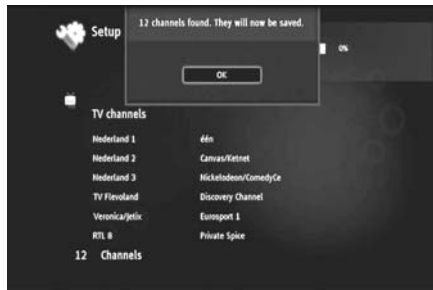 Setup
12 channels found. They will now be saved.
0%
OK
TV channels
Nederland 1
één
Nederland 2
Canvas/Ketnet
Nederland 3
Nickelodeon/ComedyCe
TV Flevoland
Discovery Channel
Veronica/Jetix
Eurosport 1
RTL 8
Private Spice
12 Channels